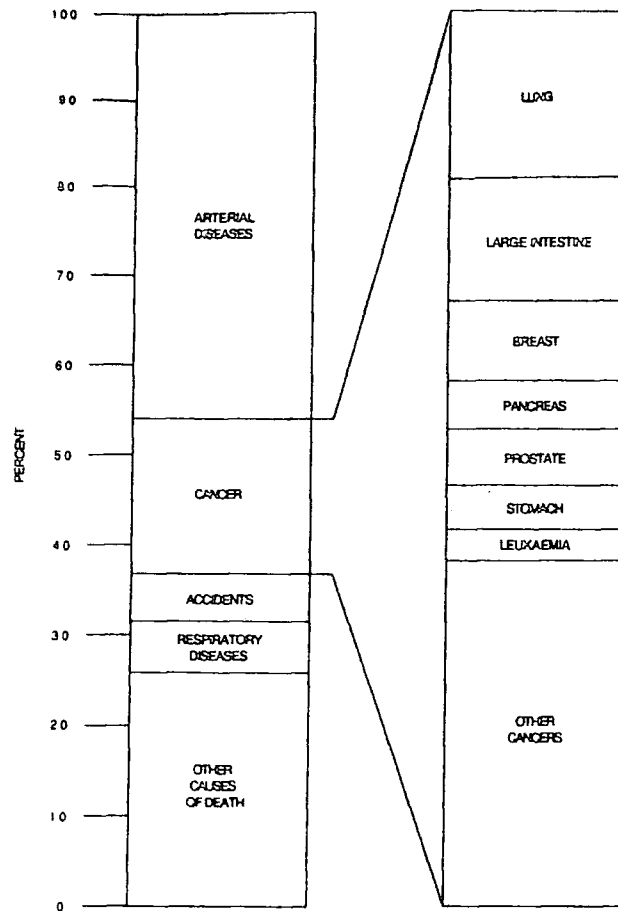 100
90
80
70
60
50
40
30
20
10
0
PERCENT
ARTERIAL
DISEASES
CANCER
ACCIDENTS
RESPIRATORY
DISEASES
OTHER
CAUSES
OF DEATH
LUNG
LARGE INTESTINE
BREAST
PANCREAS
PROSTATE
STOMACH
LEUKAEMIA
OTHER
CANCERS